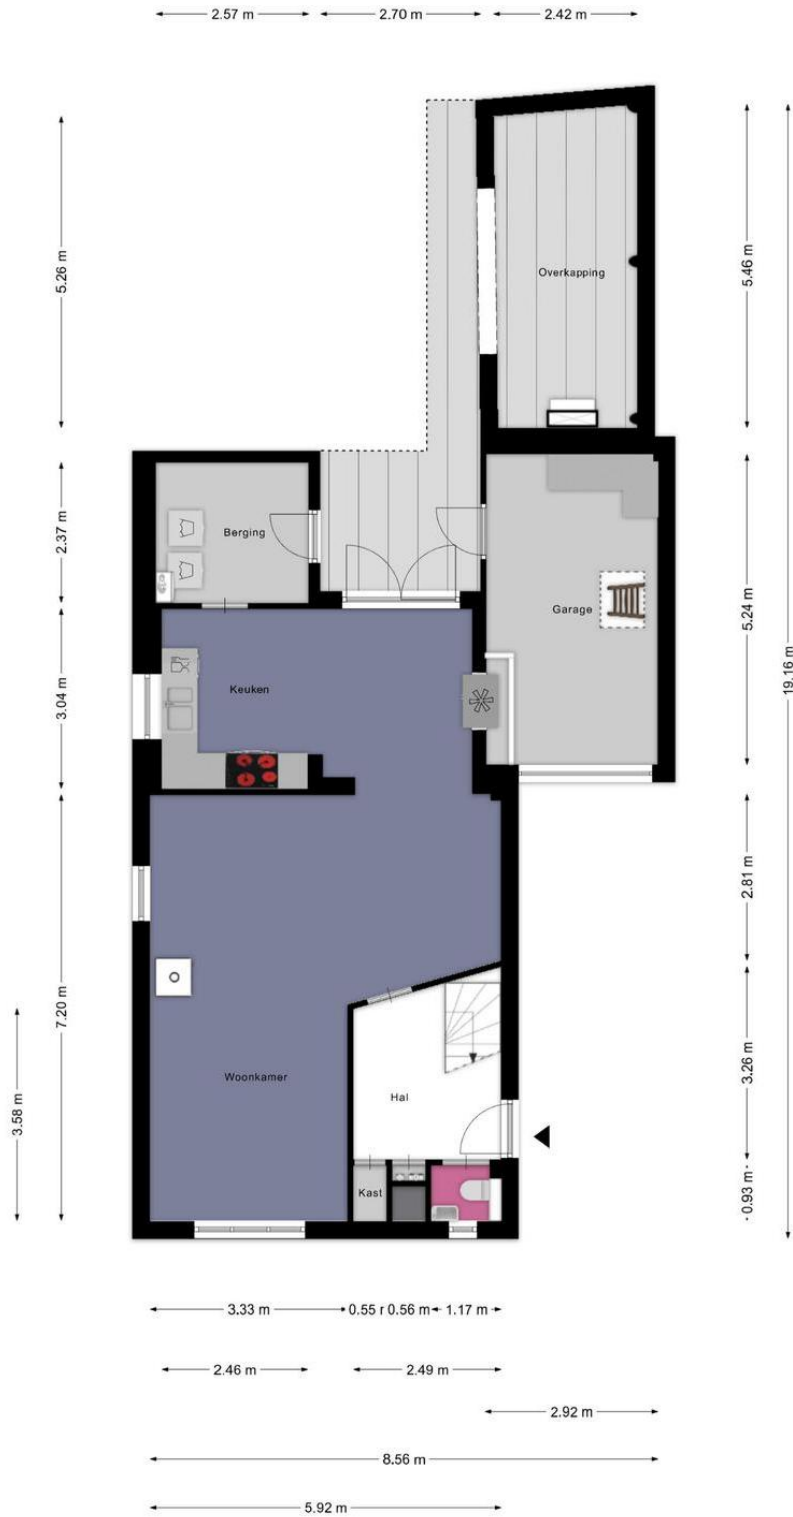 2.57 m
2.70 m
2.42 m
5.26 m
5.46 m
Overkapping
2.37 m
Berging
5.24 m
Garage
19.16 m
3.04 m
Keuken
2.81 m
7.20 m
3.58 m
Woonkamer
Hal
3.26 m
Kast
0.93 m
3.33 m
0.55 r
0.56 m
1.17 m
2.46 m
2.49 m
2.92 m
8.56 m
5.92 m